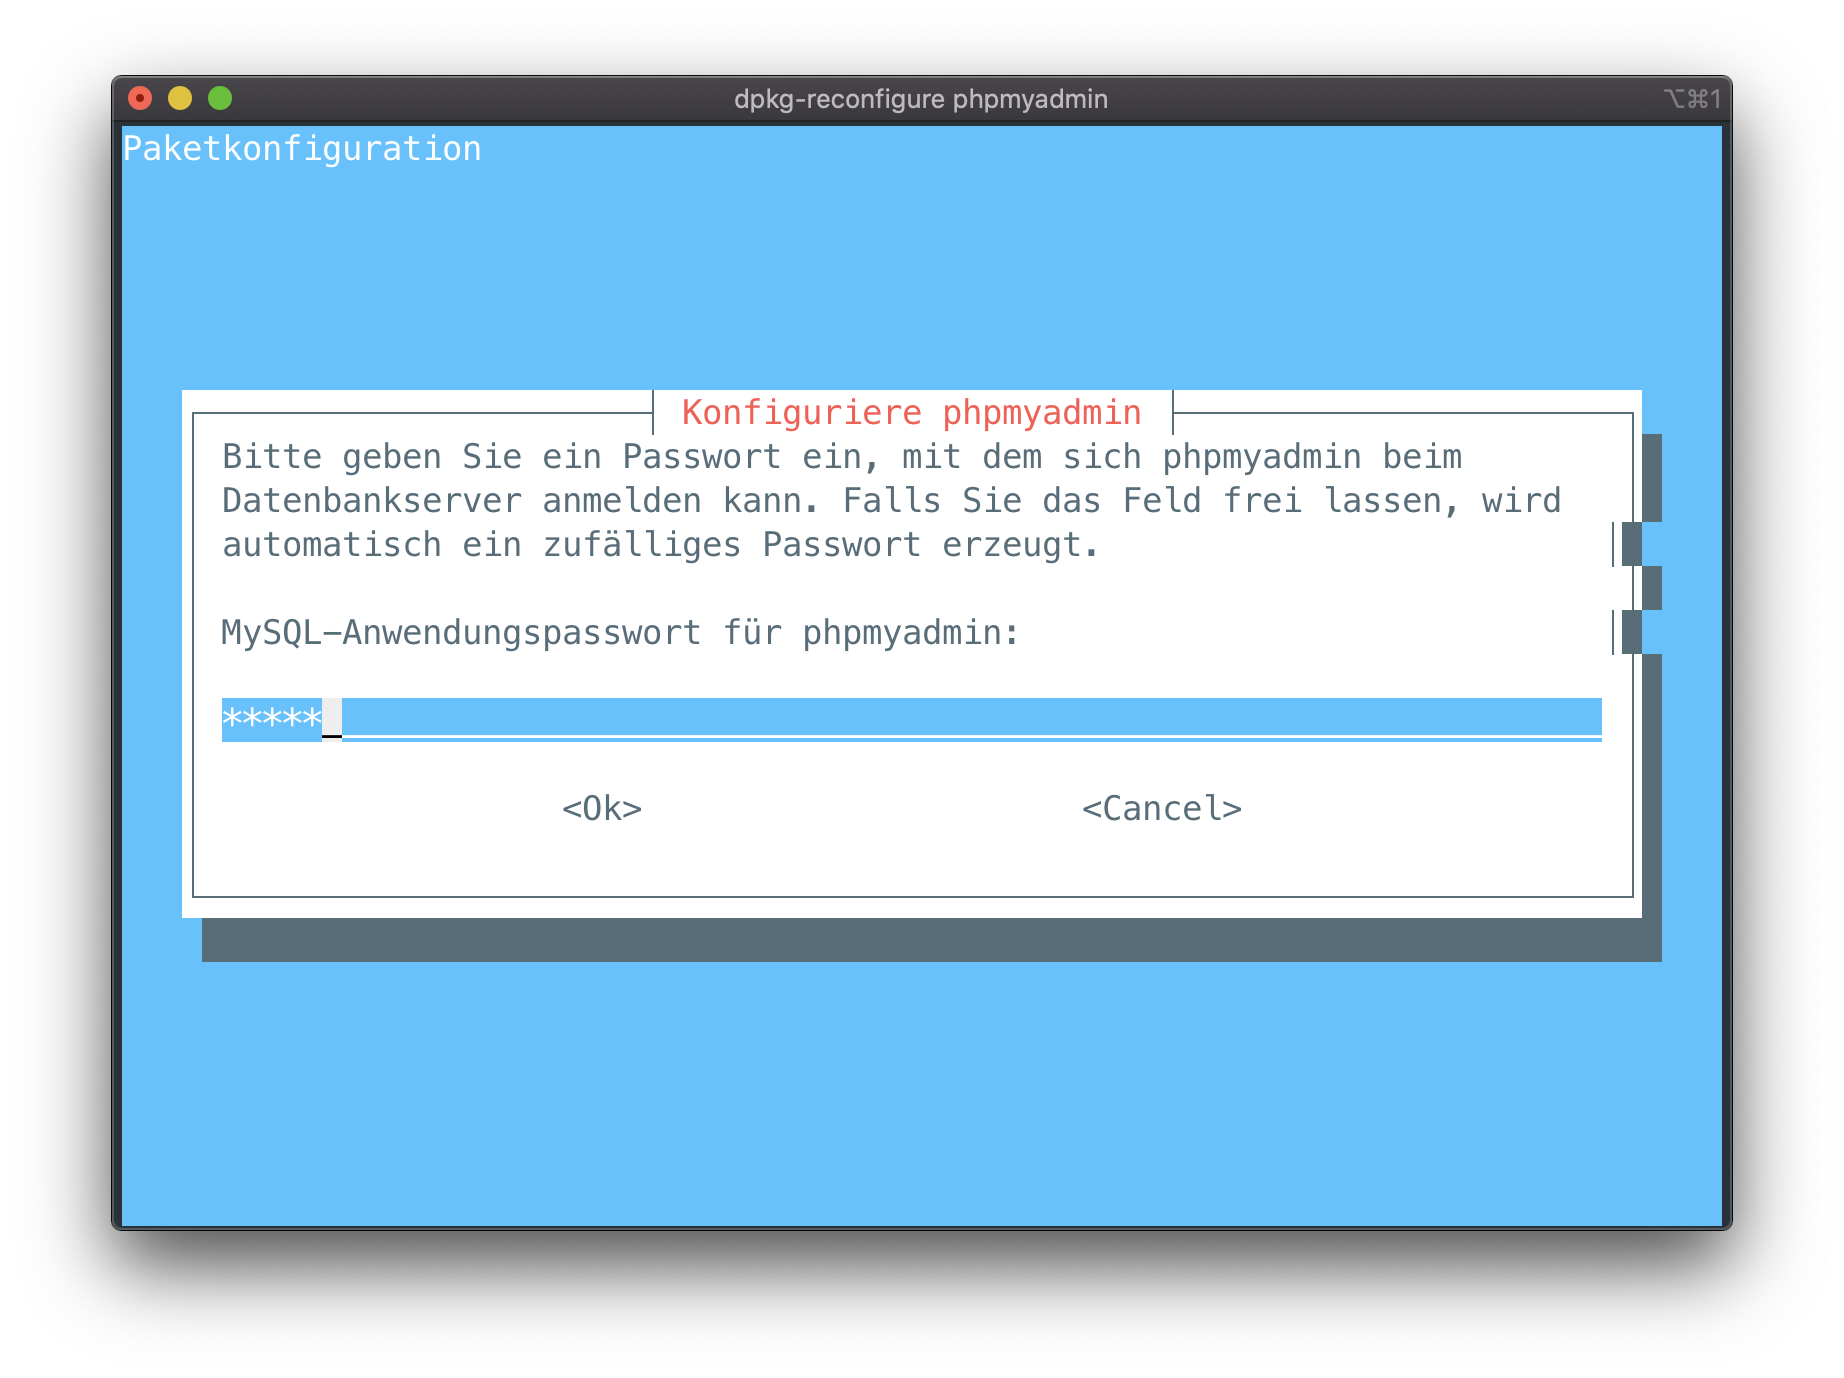 dpkg-reconfigure phpmyadmin
⌥⌘1
Paketkonfiguration
Konfiguriere phpmyadmin
Bitte geben Sie ein Passwort ein, mit dem sich phpmyadmin beim
Datenbankserver anmelden kann. Falls Sie das Feld frei lassen, wird
automatisch ein zufälliges Passwort erzeugt.
MySQL-Anwendungspasswort für phpmyadmin:
*****
<Ok>
<Cancel>